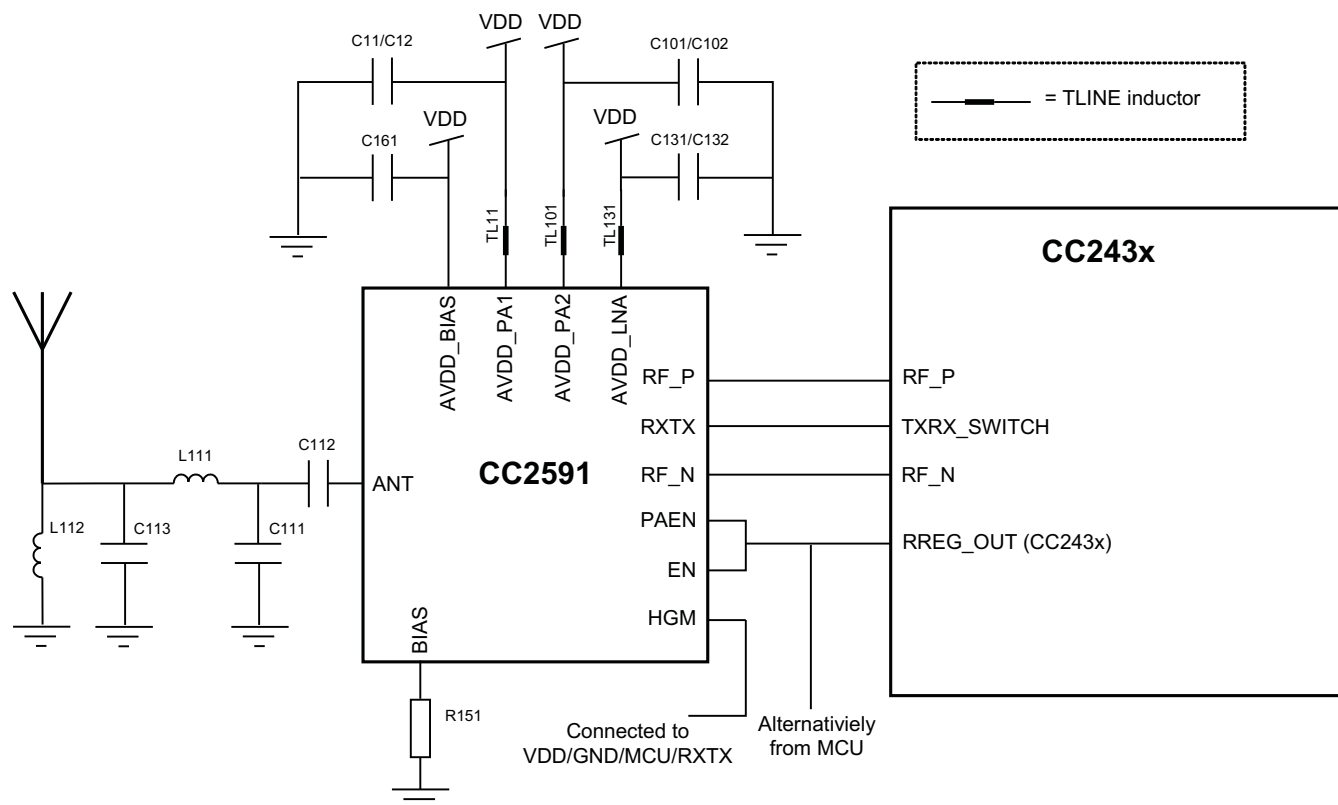 VDD
VDD
C11/C12
C101/C102
= TLINE inductor
VDD
VDD
C161
C131/C132
TL11
TL101
TL131
CC243x
AVDD_BIAS
AVDD_PA1
AVDD_PA2
AVDD_LNA
RF_P
RF_P
RXTX
TXRX_SWITCH
L111
C112
ANT
CC2591
RF_N
RF_N
L112
C113
C111
PAEN
RREG_OUT (CC243x)
EN
BIAS
HGM
R151
Connected to
VDD/GND/MCU/RXTX
Alternativiely
from MCU